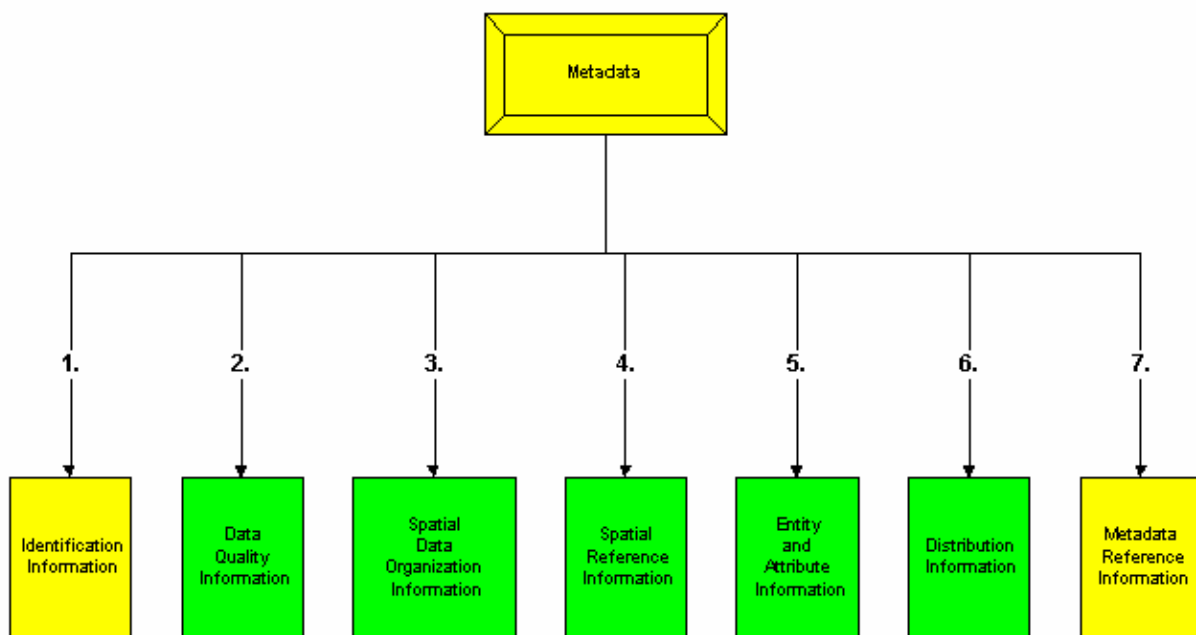 Metadata
1.
2.
3.
4.
5.
6.
7.
Identification
Information
Data
Quality
Information
Spatial
Data
Organization
Information
Spatial
Reference
Information
Entity
and
Attribute
Information
Distribution
Information
Metadata
Reference
Information